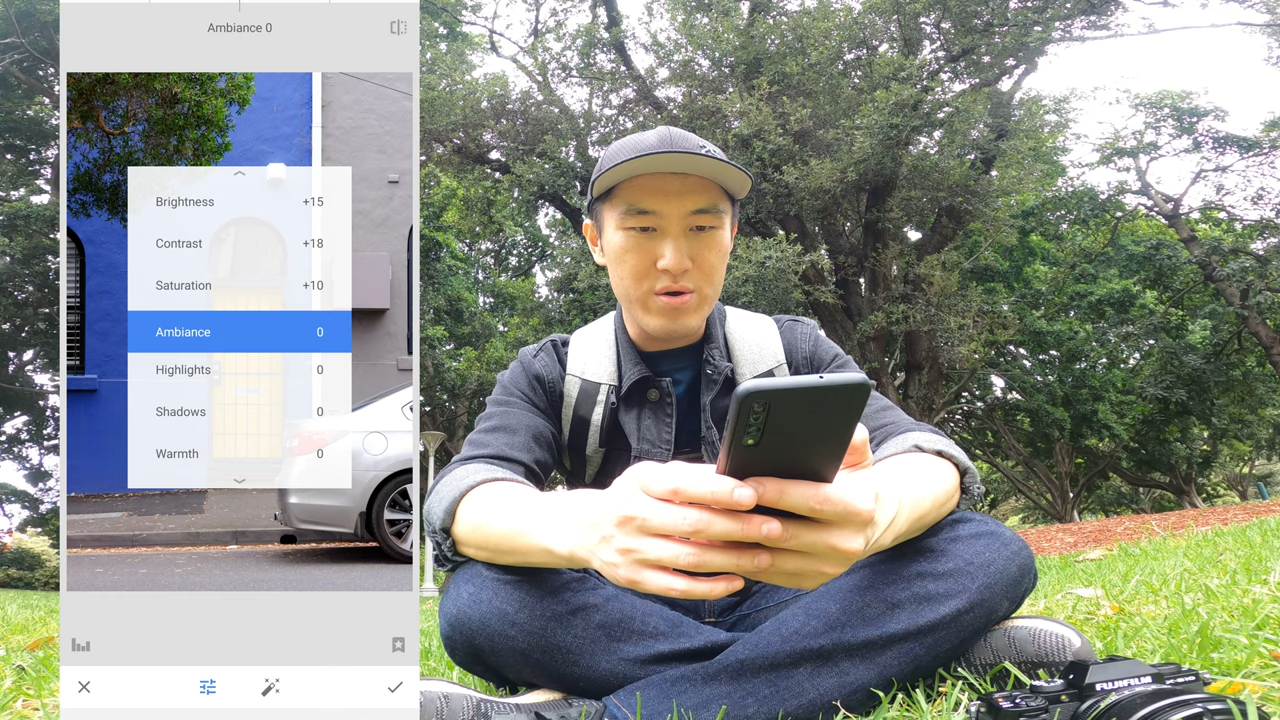 Ambiance 0
Brightness +15
Contrast +18
Saturation +10
Ambiance 0
Highlights 0
Shadows 0
Warmth 0
FUJIFILM